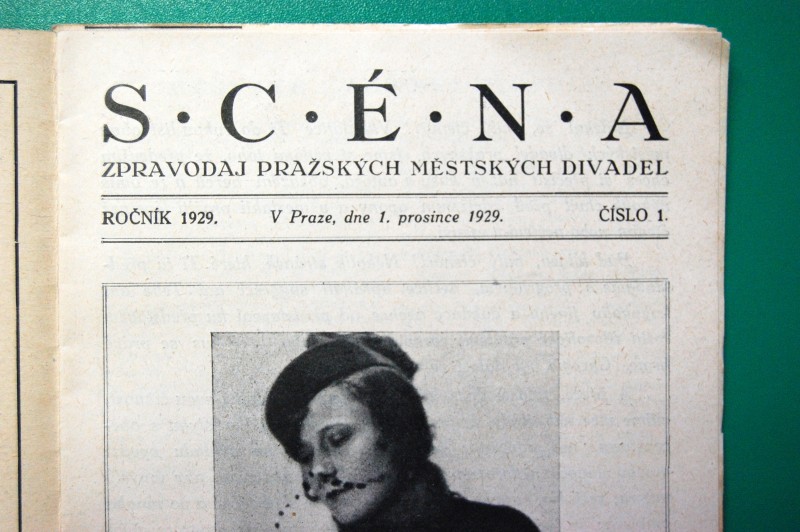 S·C·É·N·A
ZPRAVODAJ PRAŽSKÝCH MĚSTSKÝCH DIVADEL
ROČNÍK 1929. V Praze, dne 1. prosince 1929. ČÍSLO 1.